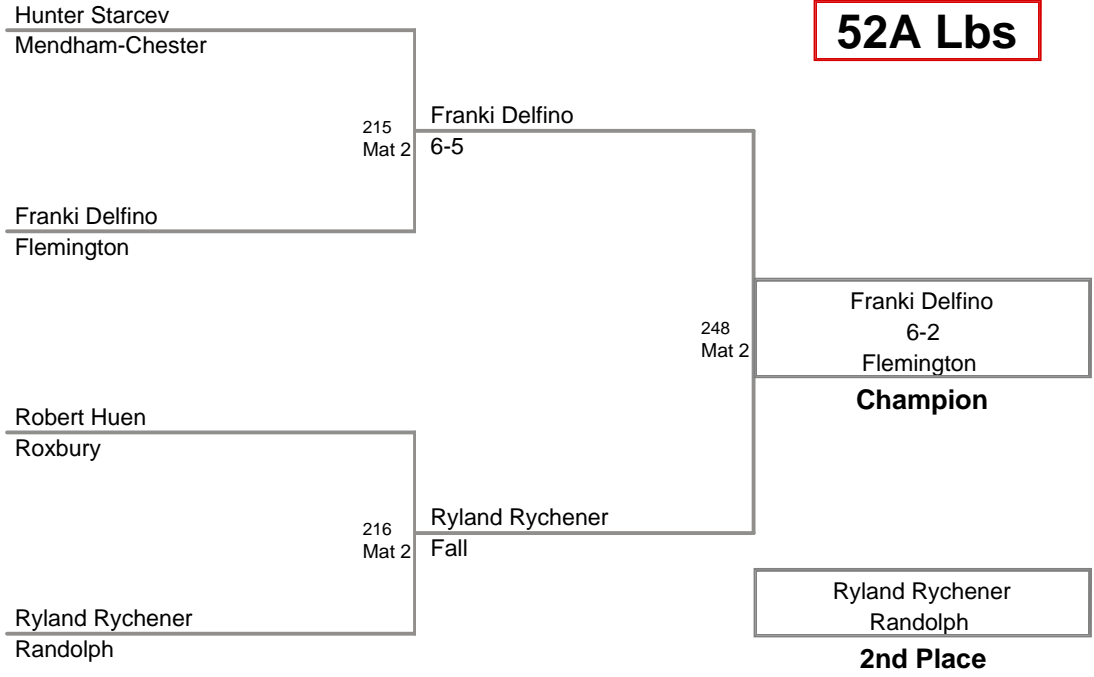 52A Lbs
Hunter Starcev
Mendham-Chester
215
Mat 2
Franki Delfino
6-5
Franki Delfino
Flemington
248
Mat 2
Franki Delfino
6-2
Flemington
Champion
Robert Huen
Roxbury
216
Mat 2
Ryland Rychener
Fall
Ryland Rychener
Randolph
Ryland Rychener
Randolph
2nd Place